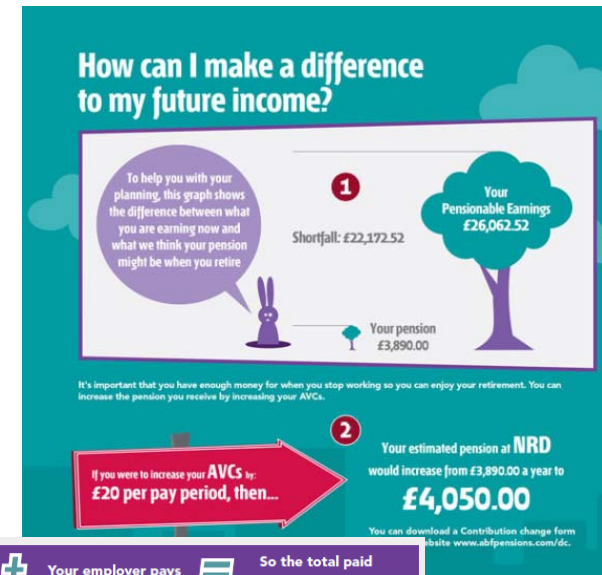 How can I make a difference
to my future income?
To help you with your
planning, this graph shows
the difference between what
you are earning now and
what we think your pension
might be when you retire
1
Shortfall: £22,172.52
Your
Pensionable Earnings
£26,062.52
Your pension
£3,890.00
It's important that you have enough money for when you stop working so you can enjoy your retirement. You can
increase the pension you receive by increasing your AVCs.
2
If you were to increase your AVCs by:
£20 per pay period, then...
Your estimated pension at NRD
would increase from £3,890.00 a year to
£4,050.00
You can download a Contribution change form
website www.abfpensions.com/dc.
+ Your employer pays = So the total paid